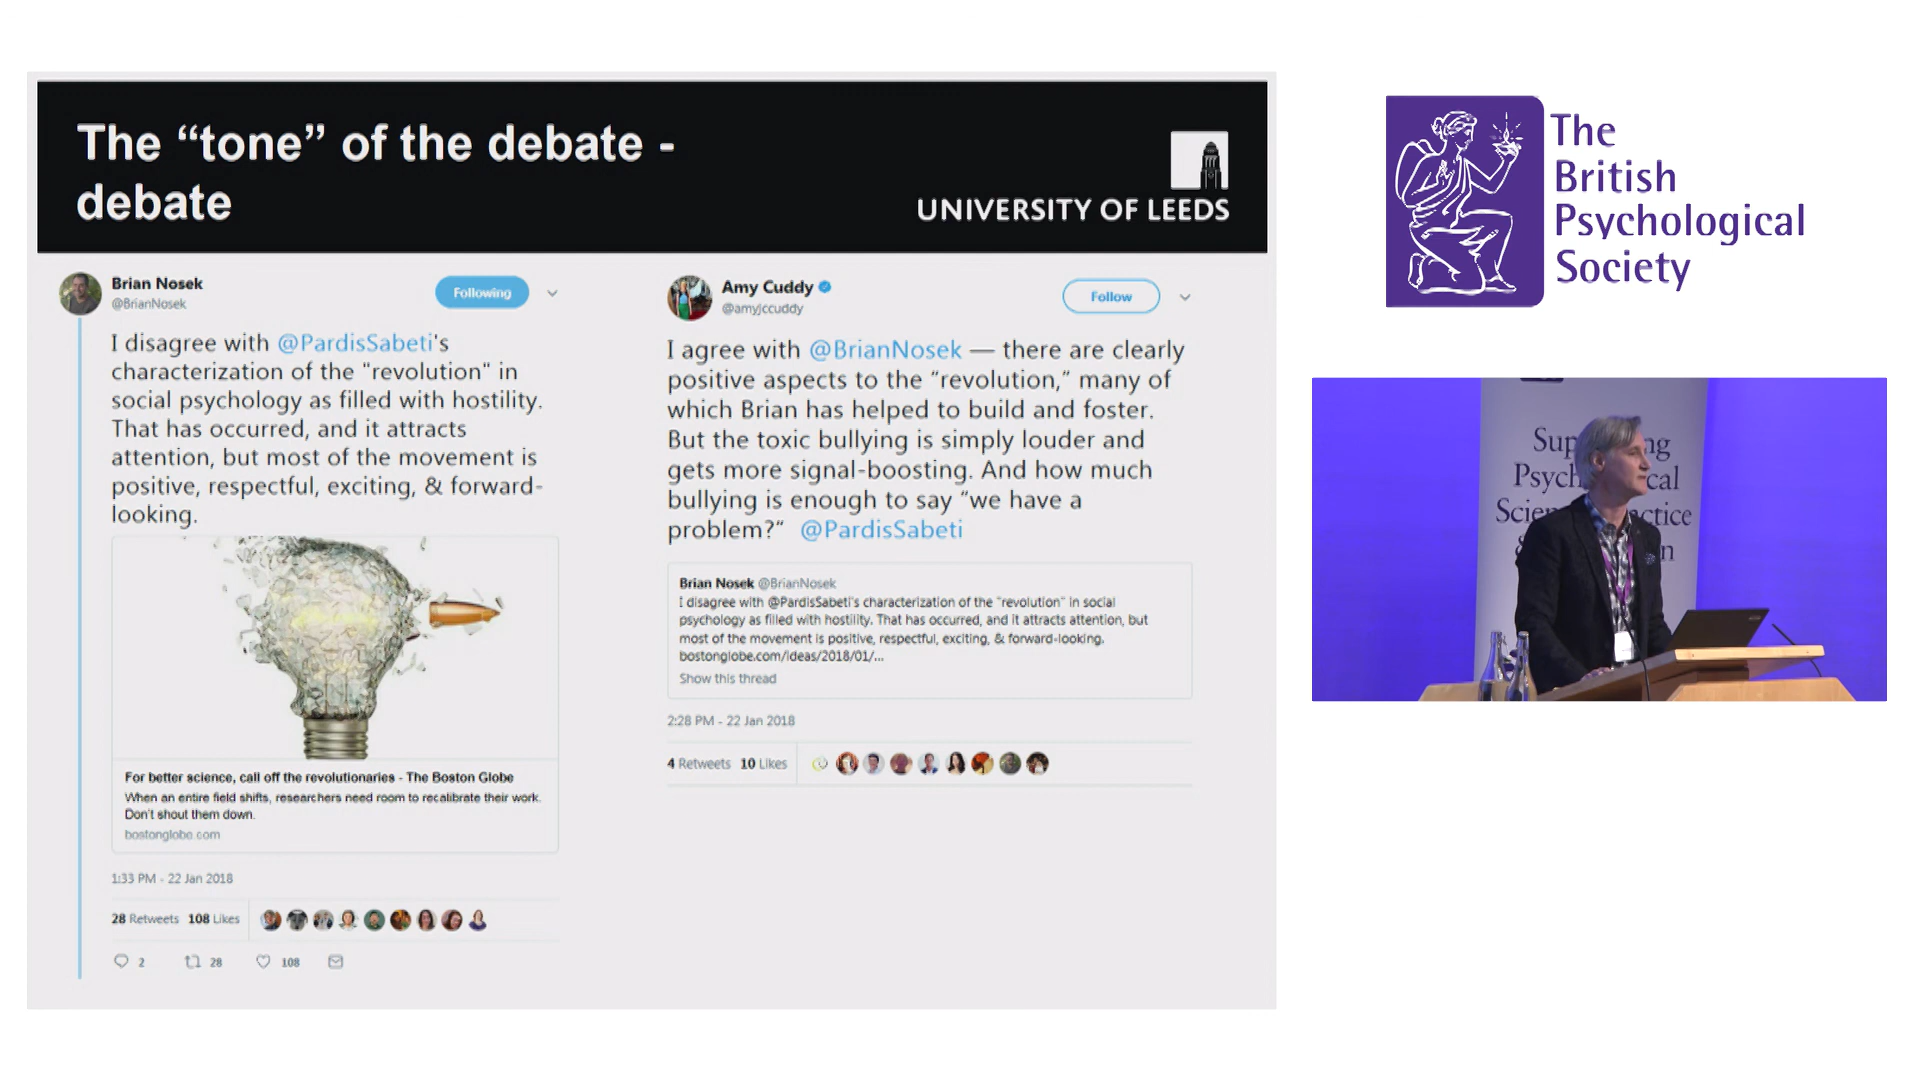 The “tone” of the debate -
debate
UNIVERSITY OF LEEDS
Brian Nosek
@BrianNosek
Following
I disagree with @PardisSabeti's
characterization of the "revolution" in
social psychology as filled with hostility.
That has occurred, and it attracts
attention, but most of the movement is
positive, respectful, exciting, & forward-
looking.
For better science, call off the revolutionaries - The Boston Globe
When an entire field shifts, researchers need room to recalibrate their work.
Don't shout them down.
bostonglobe.com
1:33 PM - 22 Jan 2018
28 Retweets 108 Likes
2 28 108
Amy Cuddy
@amyjccuddy
Follow
I agree with @BrianNosek — there are clearly
positive aspects to the “revolution,” many of
which Brian has helped to build and foster.
But the toxic bullying is simply louder and
gets more signal-boosting. And how much
bullying is enough to say “we have a
problem?” @PardisSabeti
Brian Nosek @BrianNosek
I disagree with @PardisSabeti's characterization of the "revolution" in social
psychology as filled with hostility. That has occurred, and it attracts attention, but
most of the movement is positive, respectful, exciting, & forward-looking.
bostonglobe.com/ideas/2018/01/...
Show this thread
2:28 PM - 22 Jan 2018
4 Retweets 10 Likes
The
British
Psychological
Society